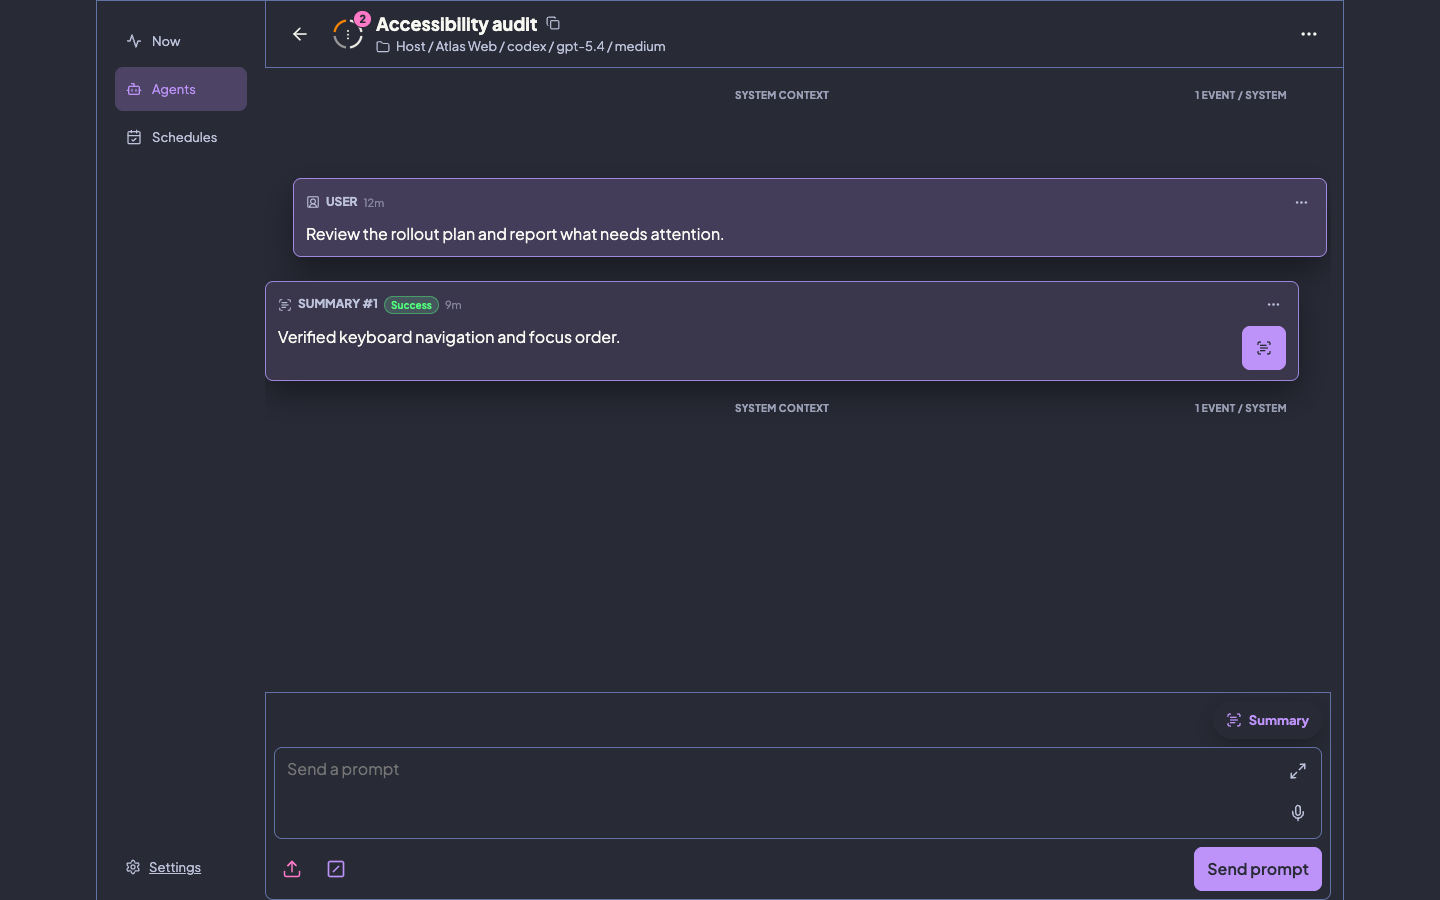 Now
Agents
Schedules
Settings
2
Accessibility audit
Host / Atlas Web / codex / gpt-5.4 / medium
SYSTEM CONTEXT
1 EVENT / SYSTEM
USER 12m
Review the rollout plan and report what needs attention.
SUMMARY #1 Success 9m
Verified keyboard navigation and focus order.
SYSTEM CONTEXT
1 EVENT / SYSTEM
Summary
Send a prompt
Send prompt